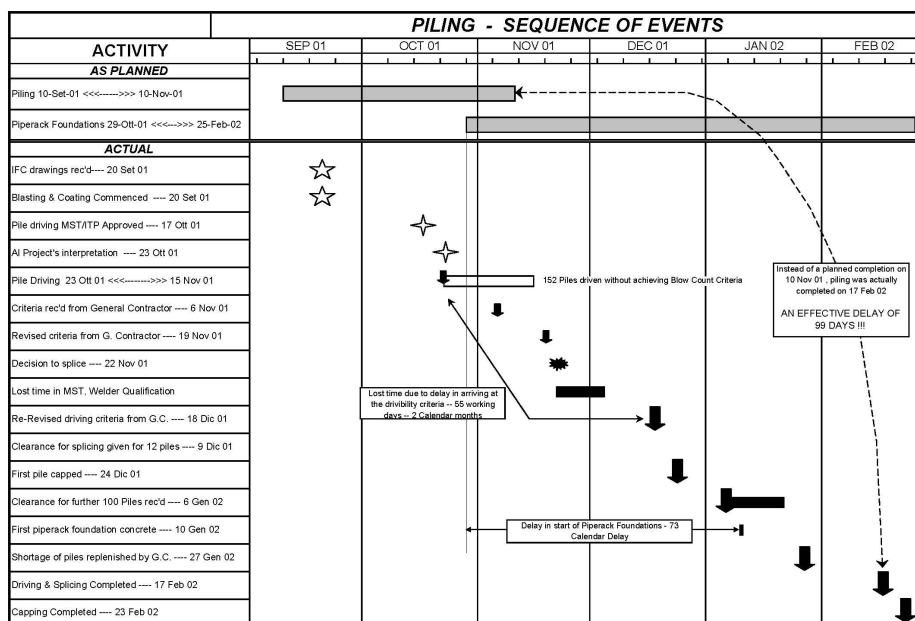 PILING - SEQUENCE OF EVENTS
ACTIVITY
SEP 01
OCT 01
NOV 01
DEC 01
JAN 02
FEB 02
AS PLANNED
Piling 10-Set-01 <<<------>>> 10-Nov-01
Piperack Foundations 29-Ott-01 <<<--->>> 25-Feb-02
ACTUAL
IFC drawings rec'd---- 20 Set 01
Blasting & Coating Commenced ---- 20 Set 01
Pile driving MST/ITP Approved ---- 17 Ott 01
AI Project's interpretation ---- 23 Ott 01
Pile Driving 23 Ott 01 <<<------->>> 15 Nov 01
152 Piles driven without achieving Blow Count Criteria
Criteria rec'd from General Contractor ---- 6 Nov 01
Revised criteria from G. Contractor ---- 19 Nov 01
Decision to splice ---- 22 Nov 01
Lost time in MST, Welder Qualification
Re-Revised driving criteria from G.C. ---- 18 Dic 01
Clearance for splicing given for 12 piles ---- 9 Dic 01
First pile capped ---- 24 Dic 01
Clearance for further 100 Piles rec'd ---- 6 Gen 02
First piperack foundation concrete ---- 10 Gen 02
Shortage of piles replenished by G.C. ---- 27 Gen 02
Driving & Splicing Completed ---- 17 Feb 02
Capping Completed ---- 23 Feb 02
Instead of a planned completion on
10 Nov 01 , piling was actually
completed on 17 Feb 02
AN EFFECTIVE DELAY OF
99 DAYS !!!
Lost time due to delay in arriving at
the drivibility criteria -- 55 working
days -- 2 Calendar months
Delay in start of Piperack Foundations - 73
Calendar Delay